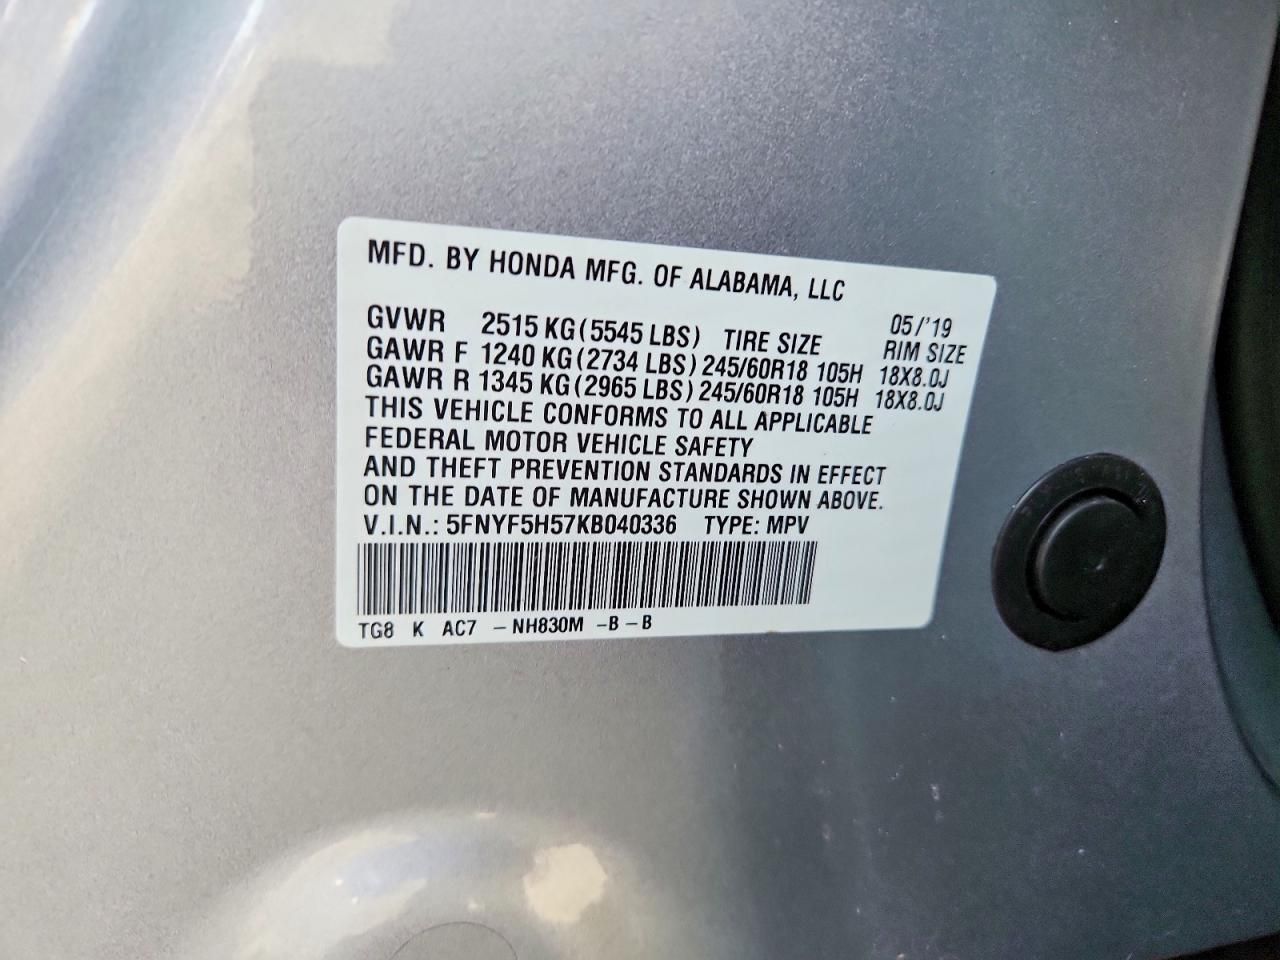 MFD. BY HONDA MFG. OF ALABAMA, LLC
05/'19
GVWR 2515 KG (5545 LBS) TIRE SIZE RIM SIZE
GAWR F 1240 KG (2734 LBS) 245/60R18 105H 18X8.0J
GAWR R 1345 KG (2965 LBS) 245/60R18 105H 18X8.0J
THIS VEHICLE CONFORMS TO ALL APPLICABLE
FEDERAL MOTOR VEHICLE SAFETY
AND THEFT PREVENTION STANDARDS IN EFFECT
ON THE DATE OF MANUFACTURE SHOWN ABOVE.
V.I.N.: 5FNYF5H57KB040336 TYPE: MPV
TG8 K AC7 -NH830M -B-B